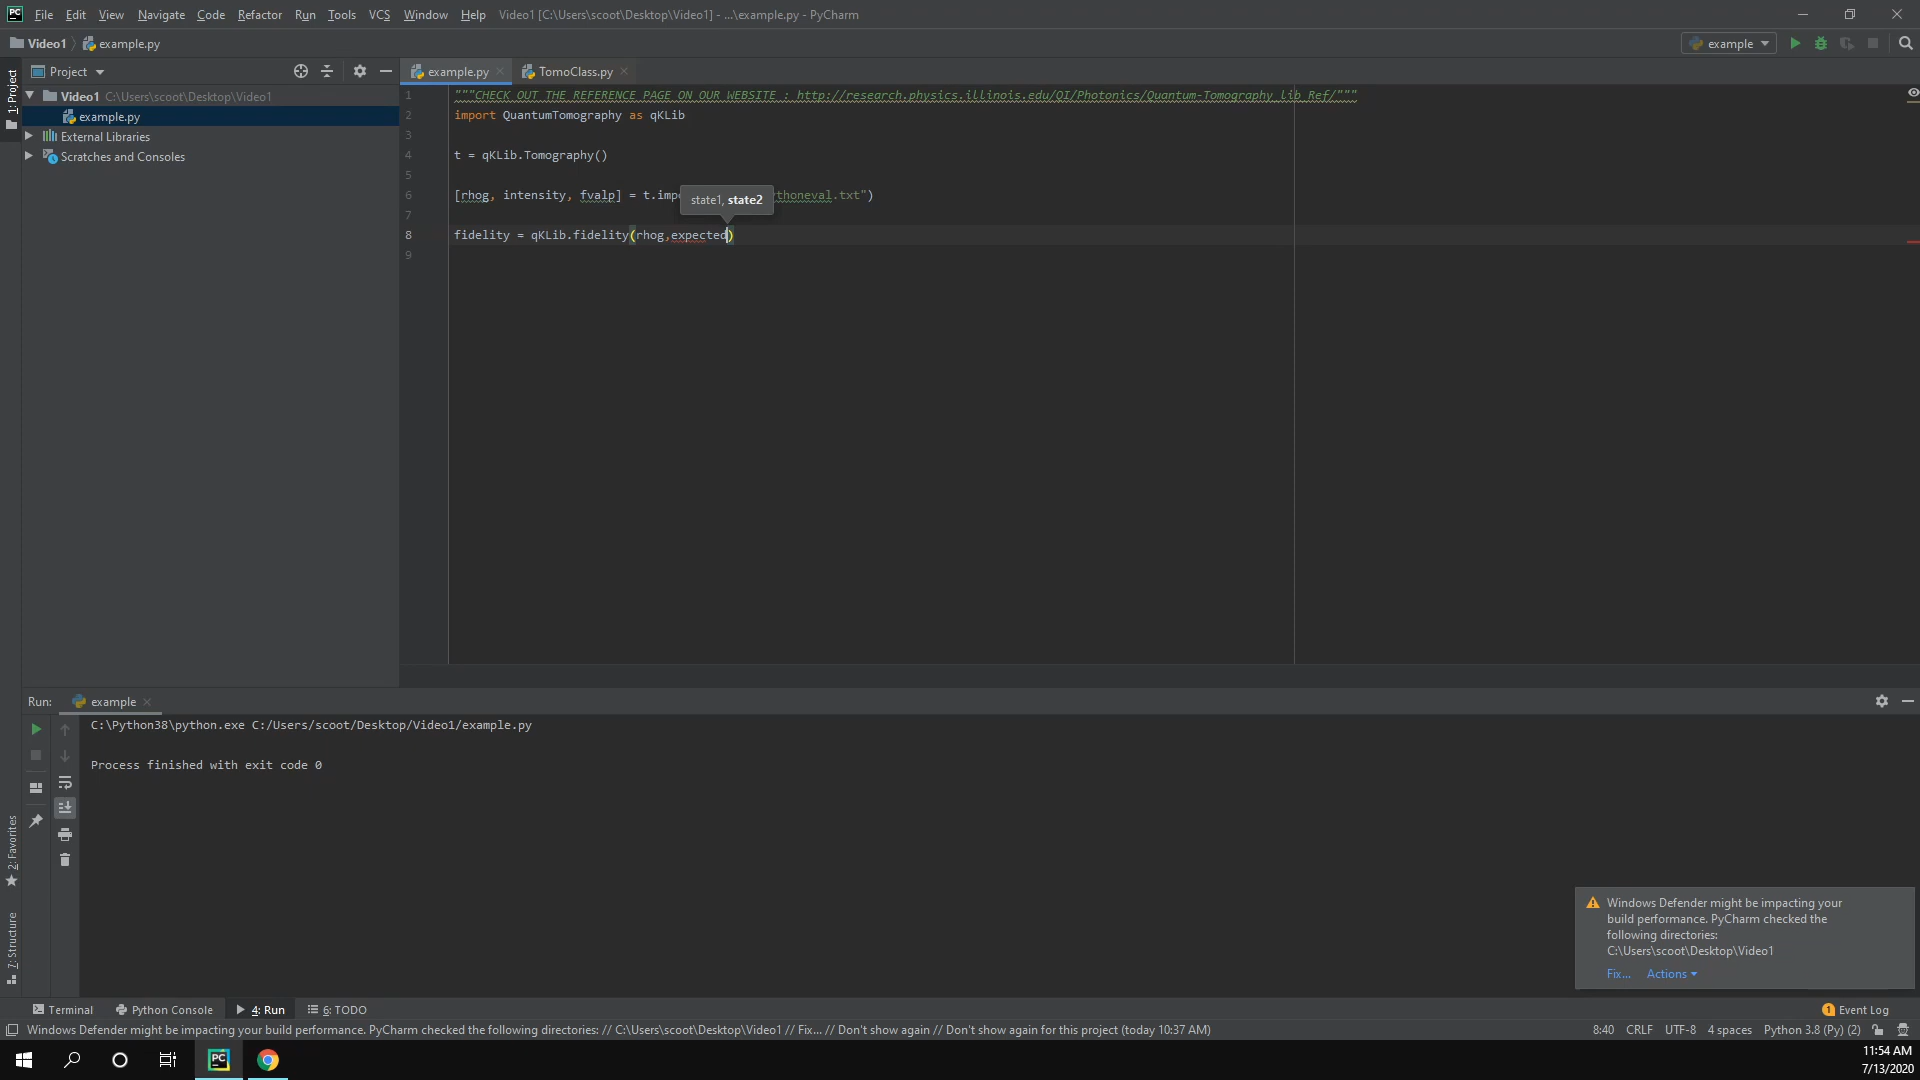 PC File Edit View Navigate Code Refactor Run Tools VCS Window Help Video1 [C:\Users\scoot\Desktop\Video1] - ...\example.py - PyCharm
Video1 example.py example
1: Project
Project
example.py TomoClass.py
Video1 C:\Users\scoot\Desktop\Video1
example.py
External Libraries
Scratches and Consoles
1 """CHECK OUT THE REFERENCE PAGE ON OUR WEBSITE : http://research.physics.illinois.edu/QI/Photonics/Quantum-Tomography_lib_Ref/"""
2 import QuantumTomography as qKLib
3
4 t = qKLib.Tomography()
5
state1, state2
6 [rhog, intensity, fvalp] = t.imp thoneval.txt")
7
8 fidelity = qKLib.fidelity(rhog,expected)
9
Run: example
C:\Python38\python.exe C:/Users/scoot/Desktop/Video1/example.py
Process finished with exit code 0
2: Favorites
7: Structure
Windows Defender might be impacting your
build performance. PyCharm checked the
following directories:
C:\Users\scoot\Desktop\Video1
Fix... Actions
Terminal Python Console 4: Run 6: TODO 1 Event Log
Windows Defender might be impacting your build performance. PyCharm checked the following directories: // C:\Users\scoot\Desktop\Video1 // Fix... // Don't show again // Don't show again for this project (today 10:37 AM) 8:40 CRLF UTF-8 4 spaces Python 3.8 (Py) (2)
PC
11:54 AM
7/13/2020